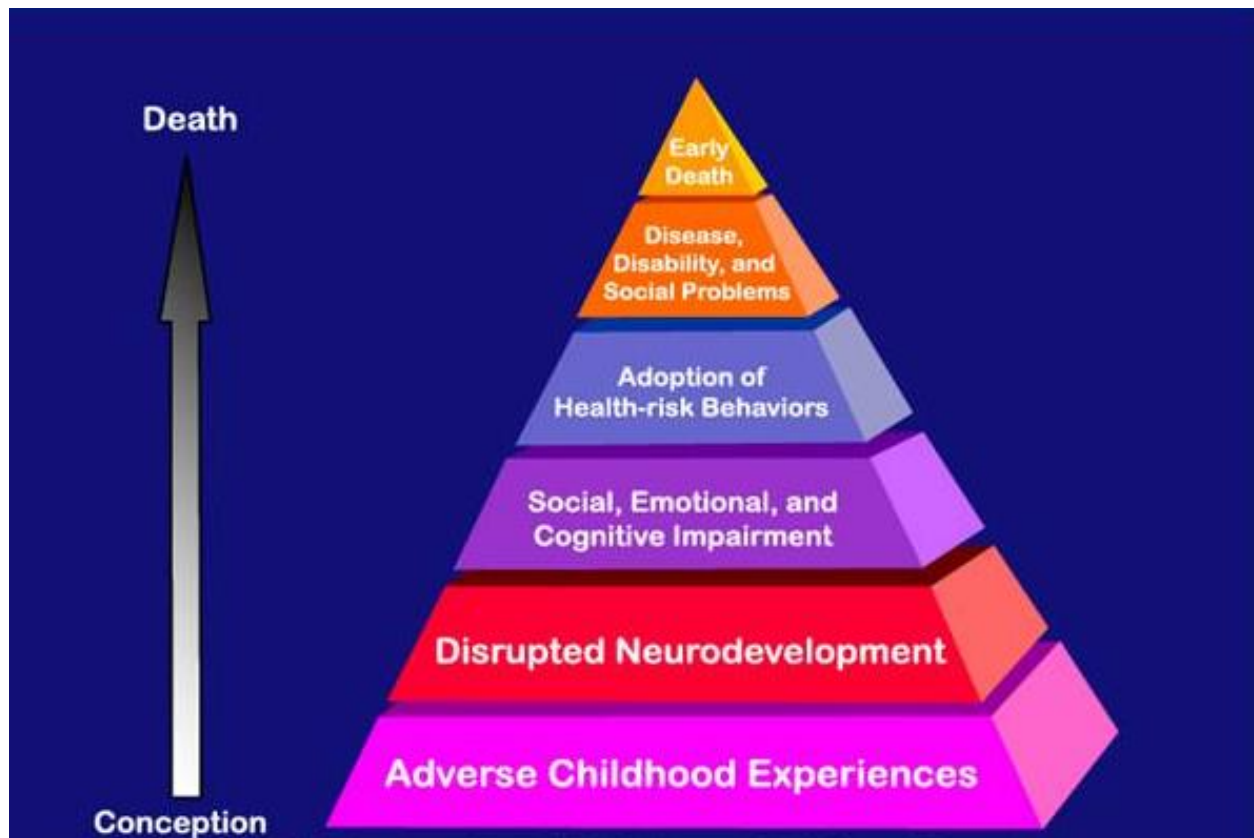 Death
Early
Death
Disease,
Disability, and
Social Problems
Adoption of
Health-risk Behaviors
Social, Emotional, and
Cognitive Impairment
Disrupted Neurodevelopment
Adverse Childhood Experiences
Conception